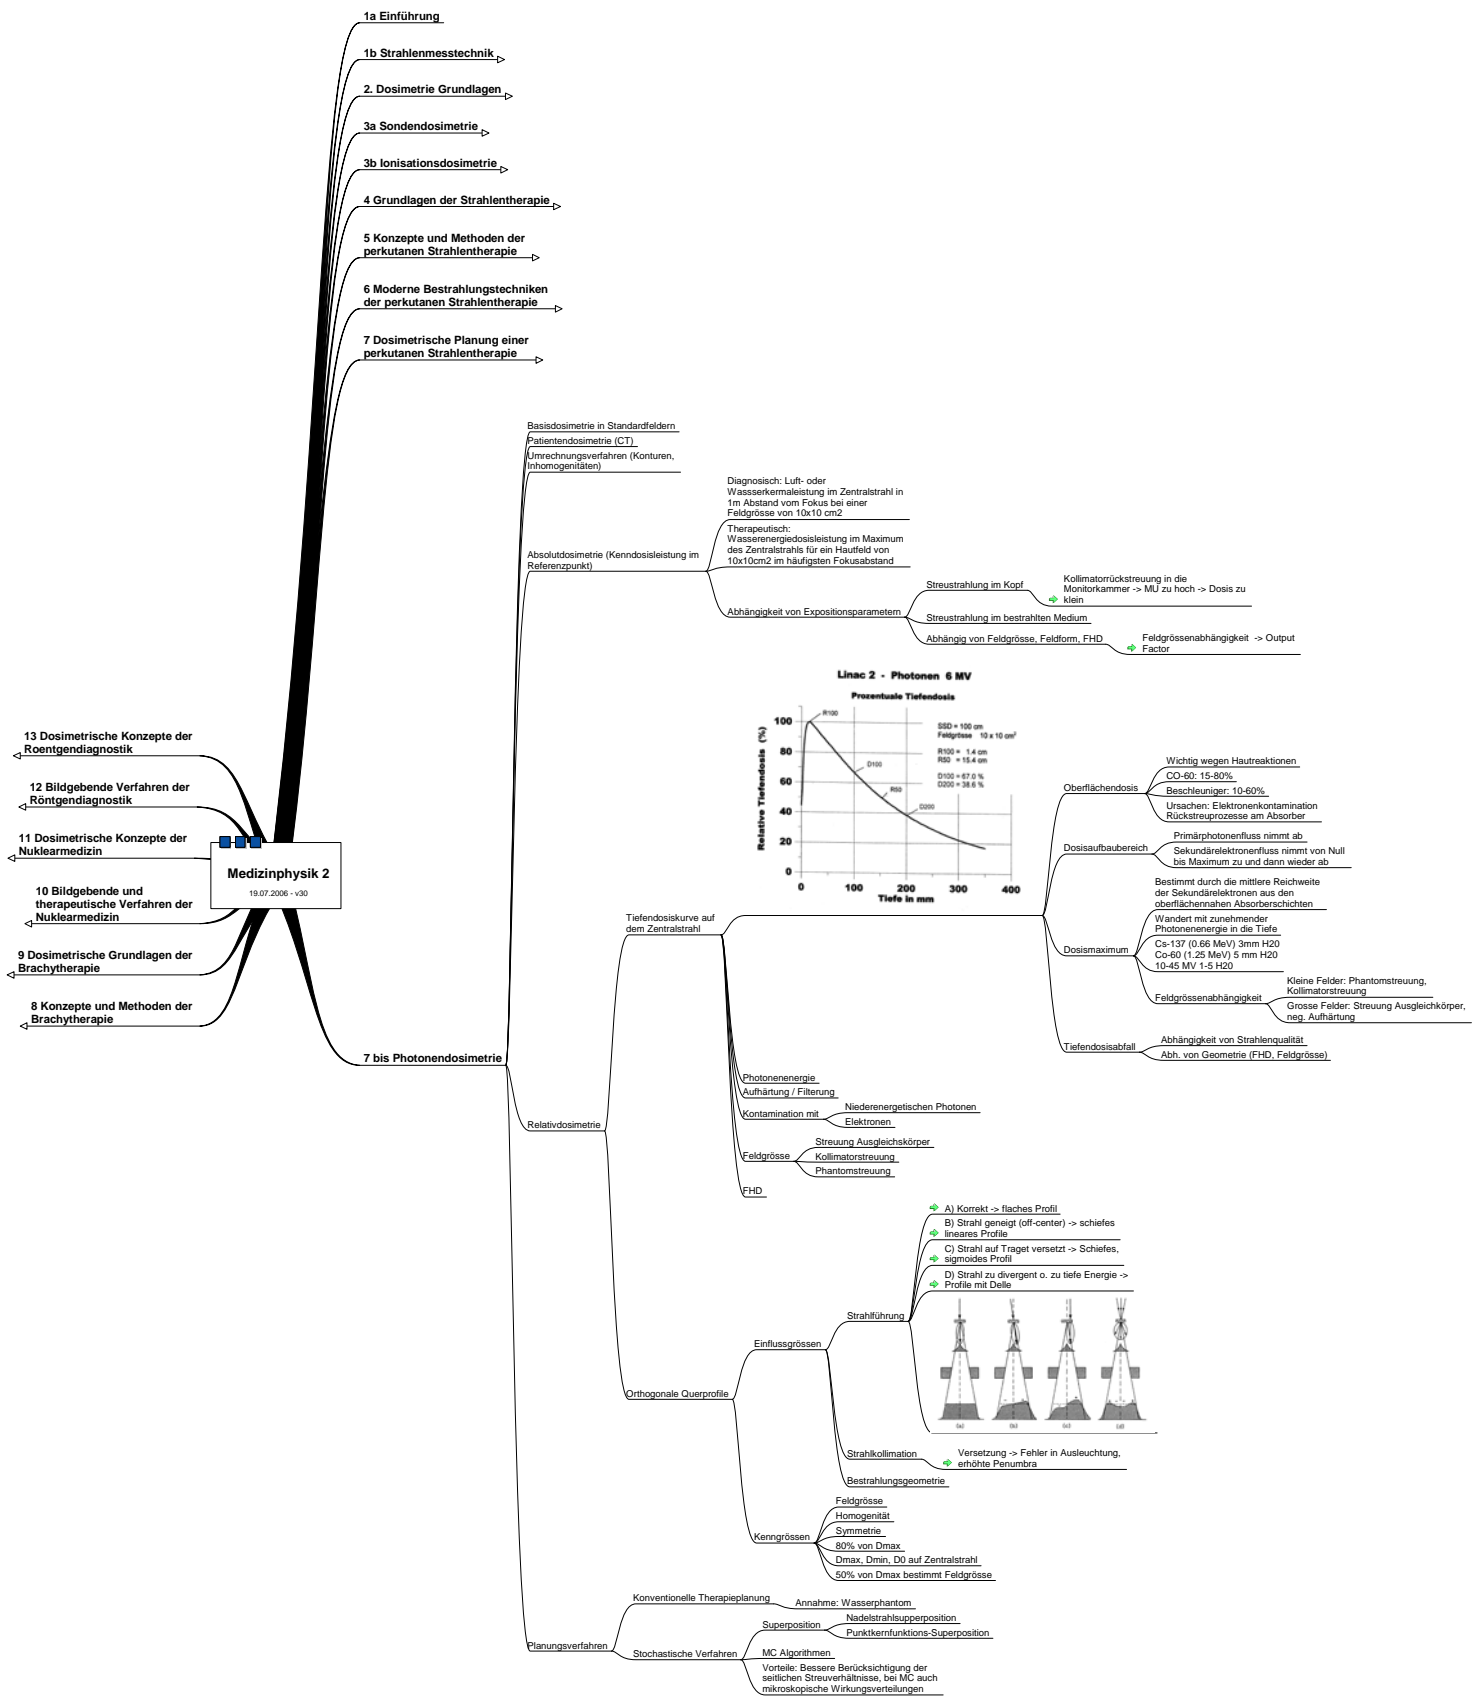 1a Einführung
1b Strahlenmesstechnik
2. Dosimetrie Grundlagen
3a Sondendosimetrie
3b Ionisationsdosimetrie
4 Grundlagen der Strahlentherapie
5 Konzepte und Methoden der
perkutanen Strahlentherapie
6 Moderne Bestrahlungstechniken
der perkutanen Strahlentherapie
7 Dosimetrische Planung einer
perkutanen Strahlentherapie
13 Dosimetrische Konzepte der
Roentgendiagnostik
12 Bildgebende Verfahren der
Röntgendiagnostik
11 Dosimetrische Konzepte der
Nuklearmedizin
10 Bildgebende und
therapeutische Verfahren der
Nuklearmedizin
9 Dosimetrische Grundlagen der
Brachytherapie
8 Konzepte und Methoden der
Brachytherapie
Medizinphysik 2
19.07.2006 - v30
7 bis Photonendosimetrie
Basisdosimetrie in Standardfeldern
Patientendosimetrie (CT)
Umrechnungsverfahren (Konturen,
Inhomogenitäten)
Absolutdosimetrie (Kenndosisleistung im
Referenzpunkt)
Diagnosisch: Luft- oder
Wassserkermaleistung im Zentralstrahl in
1m Abstand vom Fokus bei einer
Feldgrösse von 10x10 cm2
Therapeutisch:
Wasserenergiedosisleistung im Maximum
des Zentralstrahls für ein Hautfeld von
10x10cm2 im häufigsten Fokusabstand
Abhängigkeit von Expositionsparametern
Streustrahlung im Kopf
Kollimatorrückstreuung in die
Monitorkammer -> MU zu hoch -> Dosis zu
klein
Streustrahlung im bestrahlten Medium
Abhängig von Feldgrösse, Feldform, FHD
Feldgrössenabhängigkeit -> Output
Factor
Relativdosimetrie
Tiefendosiskurve auf
dem Zentralstrahl
Linac 2 - Photonen 6 MV
Prozentuale Tiefendosis
Relative Tiefendosis (%)
100
80
60
40
20
0
R100
D100
R50
D200
SSD = 100 cm
Feldgrösse 10 x 10 cm²
R100 = 1.4 cm
R50 = 15.4 cm
D100 = 67.0 %
D200 = 38.6 %
0 100 200 300 400
Tiefe in mm
Oberflächendosis
Wichtig wegen Hautreaktionen
CO-60: 15-80%
Beschleuniger: 10-60%
Ursachen: Elektronenkontamination
Rückstreuprozesse am Absorber
Dosisaufbaubereich
Primärphotonenfluss nimmt ab
Sekundärelektronenfluss nimmt von Null
bis Maximum zu und dann wieder ab
Dosismaximum
Bestimmt durch die mittlere Reichweite
der Sekundärelektronen aus den
oberflächennahen Absorberschichten
Wandert mit zunehmender
Photonenenergie in die Tiefe
Cs-137 (0.66 MeV) 3mm H20
Co-60 (1.25 MeV) 5 mm H20
10-45 MV 1-5 H20
Feldgrössenabhängigkeit
Kleine Felder: Phantomstreuung,
Kollimatorstreuung
Grosse Felder: Streuung Ausgleichkörper,
neg. Aufhärtung
Tiefendosisabfall
Abhängigkeit von Strahlenqualität
Abh. von Geometrie (FHD, Feldgrösse)
Photonenenergie
Aufhärtung / Filterung
Kontamination mit
Niederenergetischen Photonen
Elektronen
Feldgrösse
Streuung Ausgleichskörper
Kollimatorstreuung
Phantomstreuung
FHD
Orthogonale Querprofile
Einflussgrössen
Strahlführung
A) Korrekt -> flaches Profil
B) Strahl geneigt (off-center) -> schiefes
lineares Profile
C) Strahl auf Traget versetzt -> Schiefes,
sigmoides Profil
D) Strahl zu divergent o. zu tiefe Energie ->
Profile mit Delle
(a) (b) (c) (d)
Strahlkollimation
Versetzung -> Fehler in Ausleuchtung,
erhöhte Penumbra
Bestrahlungsgeometrie
Kenngrössen
Feldgrösse
Homogenität
Symmetrie
80% von Dmax
Dmax, Dmin, D0 auf Zentralstrahl
50% von Dmax bestimmt Feldgrösse
Planungsverfahren
Konventionelle Therapieplanung
Annahme: Wasserphantom
Stochastische Verfahren
Superposition
Nadelstrahlsupperposition
Punktkernfunktions-Superposition
MC Algorithmen
Vorteile: Bessere Berücksichtigung der
seitlichen Streuverhältnisse, bei MC auch
mikroskopische Wirkungsverteilungen